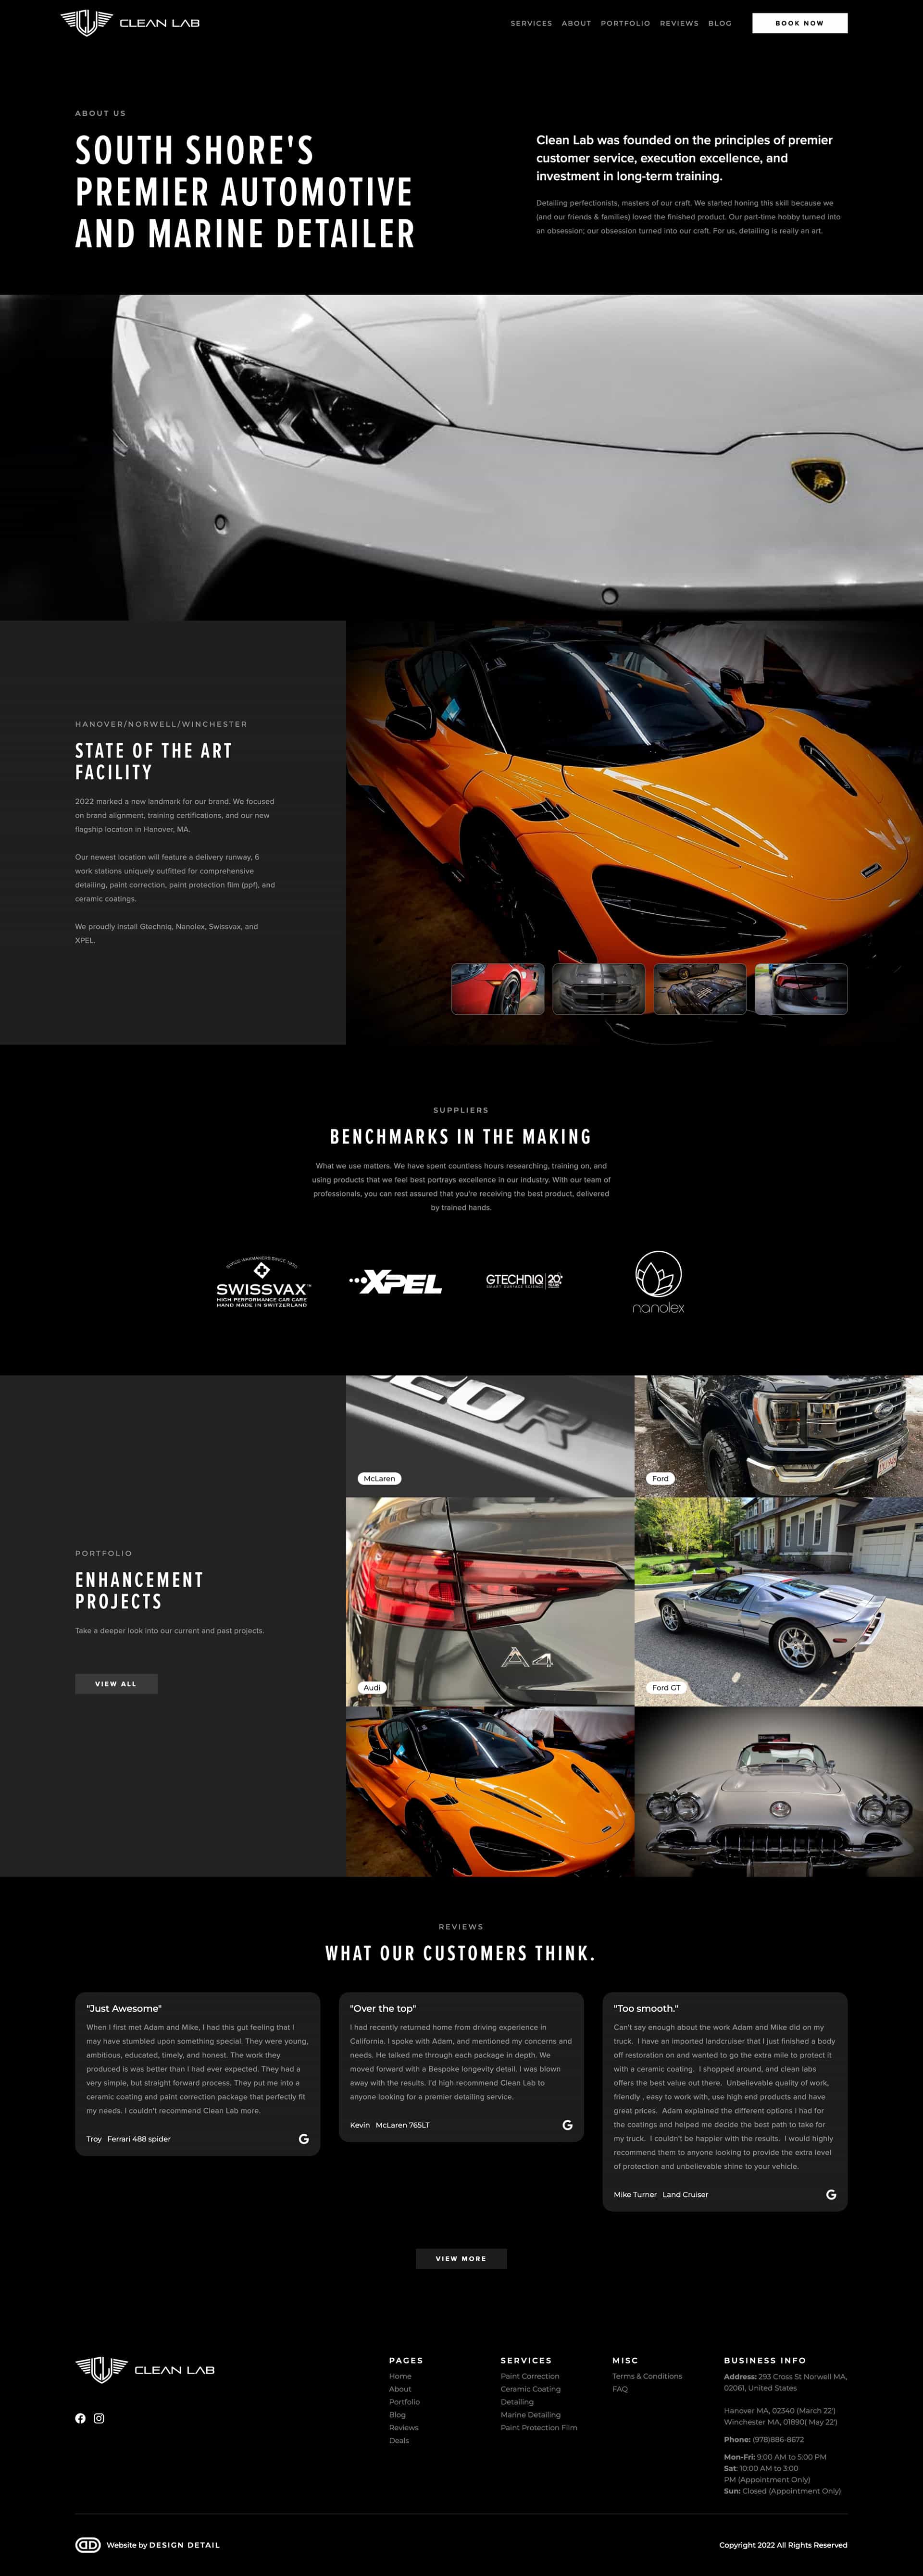 CLEAN LAB
SERVICES ABOUT PORTFOLIO REVIEWS BLOG BOOK NOW
ABOUT US
SOUTH SHORE'S
PREMIER AUTOMOTIVE
AND MARINE DETAILER
Clean Lab was founded on the principles of premier
customer service, execution excellence, and
investment in long-term training.
Detailing perfectionists, masters of our craft. We started honing this skill because we
(and our friends & families) loved the finished product. Our part-time hobby turned into
an obsession; our obsession turned into our craft. For us, detailing is really an art.
HANOVER/NORWELL/WINCHESTER
STATE OF THE ART
FACILITY
2022 marked a new landmark for our brand. We focused
on brand alignment, training certifications, and our new
flagship location in Hanover, MA.
Our newest location will feature a delivery runway, 6
work stations uniquely outfitted for comprehensive
detailing, paint correction, paint protection film (ppf), and
ceramic coatings.
We proudly install Gtechniq, Nanolex, Swissvax, and
XPEL.
SUPPLIERS
BENCHMARKS IN THE MAKING
What we use matters. We have spent countless hours researching, training on, and
using products that we feel best portrays excellence in our industry. With our team of
professionals, you can rest assured that you're receiving the best product, delivered
by trained hands.
SWISS WAXMAKERS SINCE 1930
SWISSVAX™
HIGH PERFORMANCE CAR CARE
HAND MADE IN SWITZERLAND
XPEL
GTECHNIQ 20
SMART SURFACE SCIENCE YEARS
nanolex
20R
McLaren
Ford
A4
Audi
Ford GT
PORTFOLIO
ENHANCEMENT
PROJECTS
Take a deeper look into our current and past projects.
VIEW ALL
REVIEWS
WHAT OUR CUSTOMERS THINK.
"Just Awesome"
When I first met Adam and Mike, I had this gut feeling that I
may have stumbled upon something special. They were young,
ambitious, educated, timely, and honest. The work they
produced is was better than I had ever expected. They had a
very simple, but straight forward process. They put me into a
ceramic coating and paint correction package that perfectly fit
my needs. I couldn't recommend Clean Lab more.
Troy Ferrari 488 spider
"Over the top"
I had recently returned home from driving experience in
California. I spoke with Adam, and mentioned my concerns and
needs. He talked me through each package in depth. We
moved forward with a Bespoke longevity detail. I was blown
away with the results. I'd high recommend Clean Lab to
anyone looking for a premier detailing service.
Kevin McLaren 765LT
"Too smooth."
Can't say enough about the work Adam and Mike did on my
truck. I have an imported landcruiser that I just finished a body
off restoration on and wanted to go the extra mile to protect it
with a ceramic coating. I shopped around, and clean labs
offers the best value out there. Unbelievable quality of work,
friendly , easy to work with, use high end products and have
great prices. Adam explained the different options I had for
the coatings and helped me decide the best path to take for
my truck. I couldn't be happier with the results. I would highly
recommend them to anyone looking to provide the extra level
of protection and unbelievable shine to your vehicle.
Mike Turner Land Cruiser
VIEW MORE
CLEAN LAB
PAGES
Home
About
Portfolio
Blog
Reviews
Deals
SERVICES
Paint Correction
Ceramic Coating
Detailing
Marine Detailing
Paint Protection Film
MISC
Terms & Conditions
FAQ
BUSINESS INFO
Address: 293 Cross St Norwell MA,
02061, United States
Hanover MA, 02340 (March 22')
Winchester MA, 01890( May 22')
Phone: (978)886-8672
Mon-Fri: 9:00 AM to 5:00 PM
Sat: 10:00 AM to 3:00
PM (Appointment Only)
Sun: Closed (Appointment Only)
Website by DESIGN DETAIL
Copyright 2022 All Rights Reserved